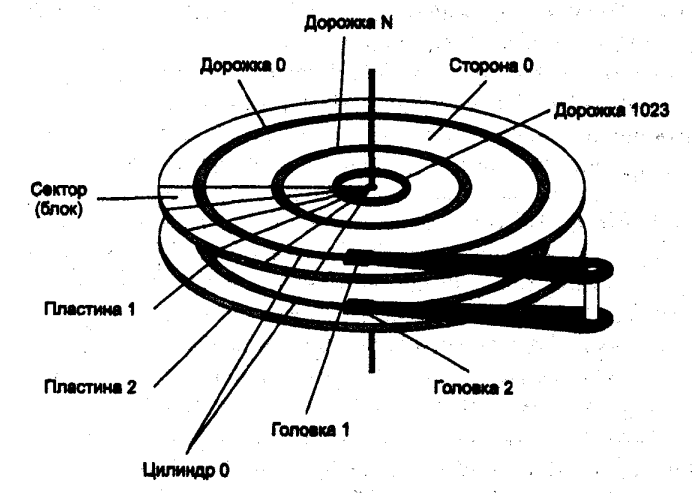 Дорожка N
Дорожка 0
Сторона 0
Дорожка 1023
Сектор
(блок)
Пластина 1
Пластина 2
Головка 2
Головка 1
Цилиндр 0